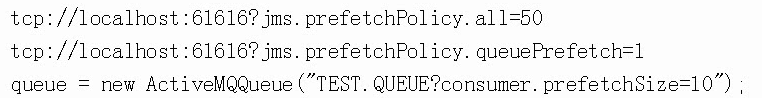 tcp://localhost:61616?jms.prefetchPolicy.all=50
tcp://localhost:61616?jms.prefetchPolicy.queuePrefetch=1
queue = new ActiveMQQueue("TEST.QUEUE?consumer.prefetchSize=10");